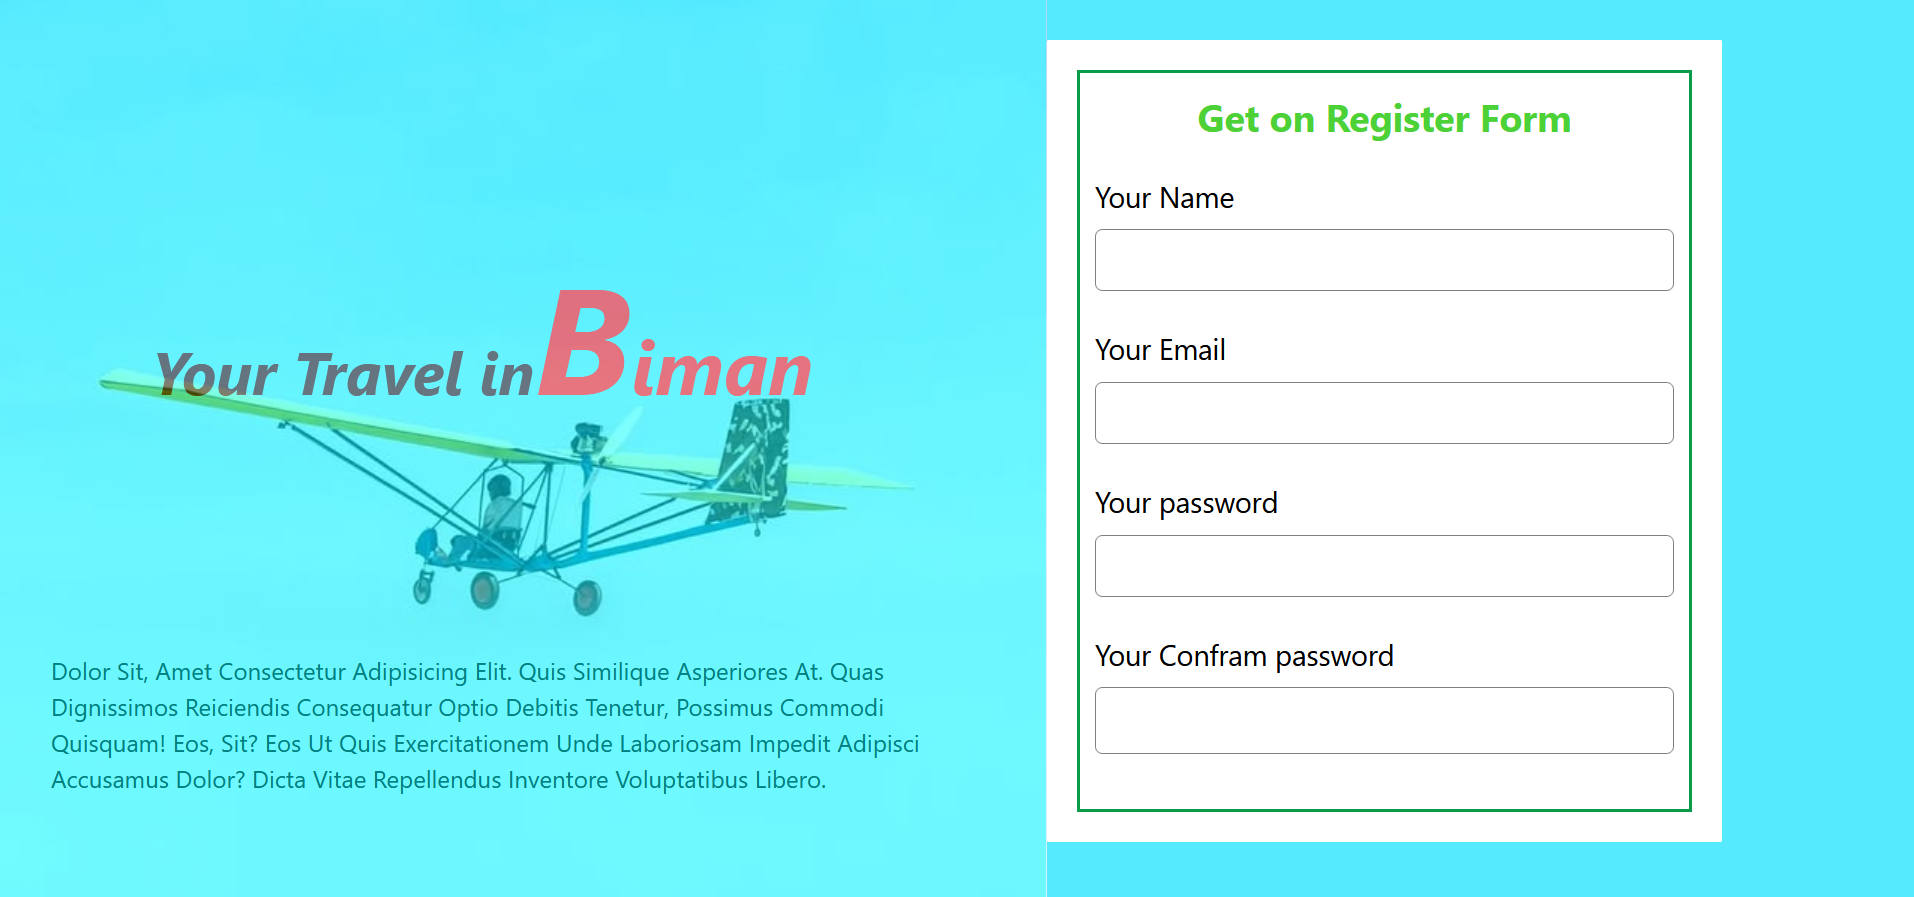 Your Travel in Biman
Dolor Sit, Amet Consectetur Adipisicing Elit. Quis Similique Asperiores At. Quas
Dignissimos Reiciendis Consequatur Optio Debitis Tenetur, Possimus Commodi
Quisquam! Eos, Sit? Eos Ut Quis Exercitationem Unde Laboriosam Impedit Adipisci
Accusamus Dolor? Dicta Vitae Repellendus Inventore Voluptatibus Libero.
Get on Register Form
Your Name
Your Email
Your password
Your Confram password